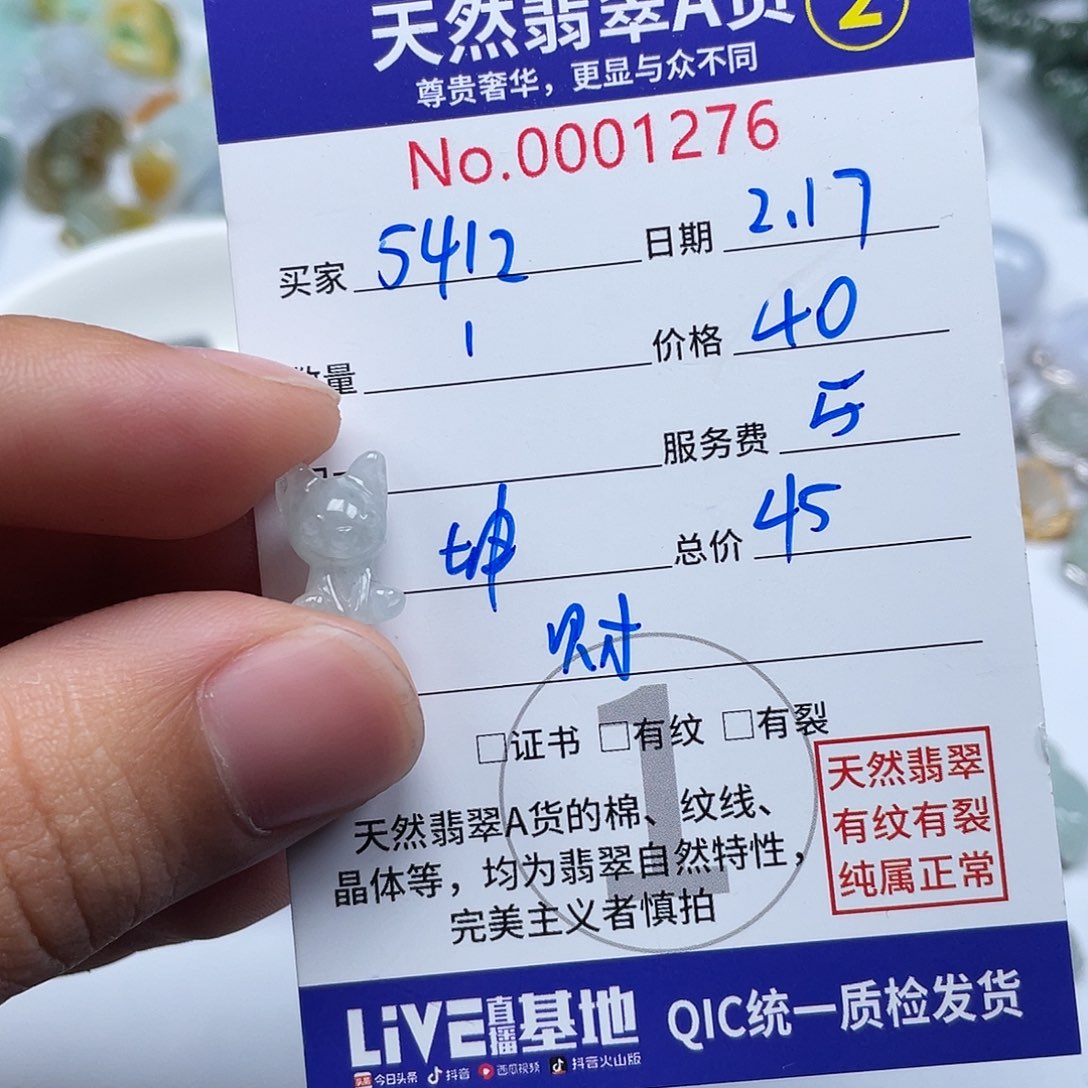 天然翡翠A货 2
尊贵奢华，更显与众不同
No.0001276
买家 5412 日期 2.17
数量 1 价格 40
服务费 5
坤 总价 45
财
□证书 □有纹 □有裂
1
天然翡翠A货的棉、纹线、
晶体等，均为翡翠自然特性，
完美主义者慎拍
天然翡翠
有纹有裂
纯属正常
LiVE直播基地 QIC统一质检发货
头条 今日头条 抖音 西瓜视频 抖音火山版